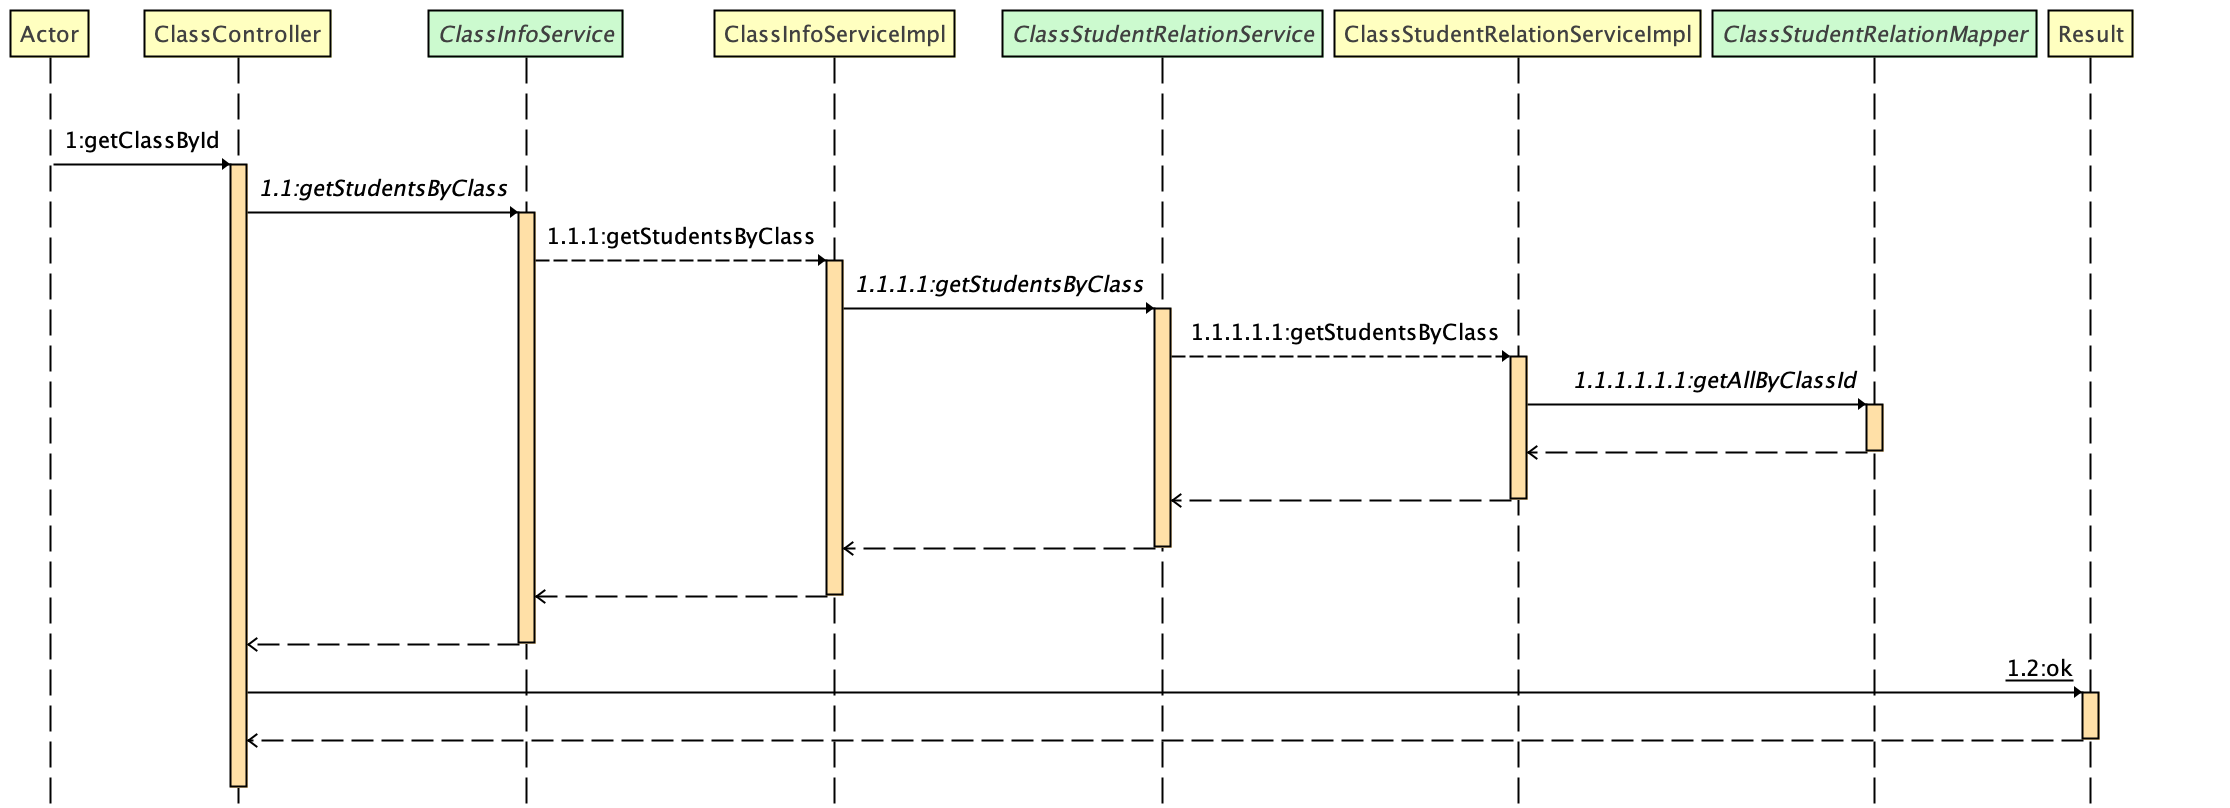 Actor
ClassController
ClassInfoService
ClassInfoServiceImpl
ClassStudentRelationService
ClassStudentRelationServiceImpl
ClassStudentRelationMapper
Result
1:getClassById
1.1:getStudentsByClass
1.1.1:getStudentsByClass
1.1.1.1:getStudentsByClass
1.1.1.1.1:getStudentsByClass
1.1.1.1.1.1:getAllByClassId
1.2:ok